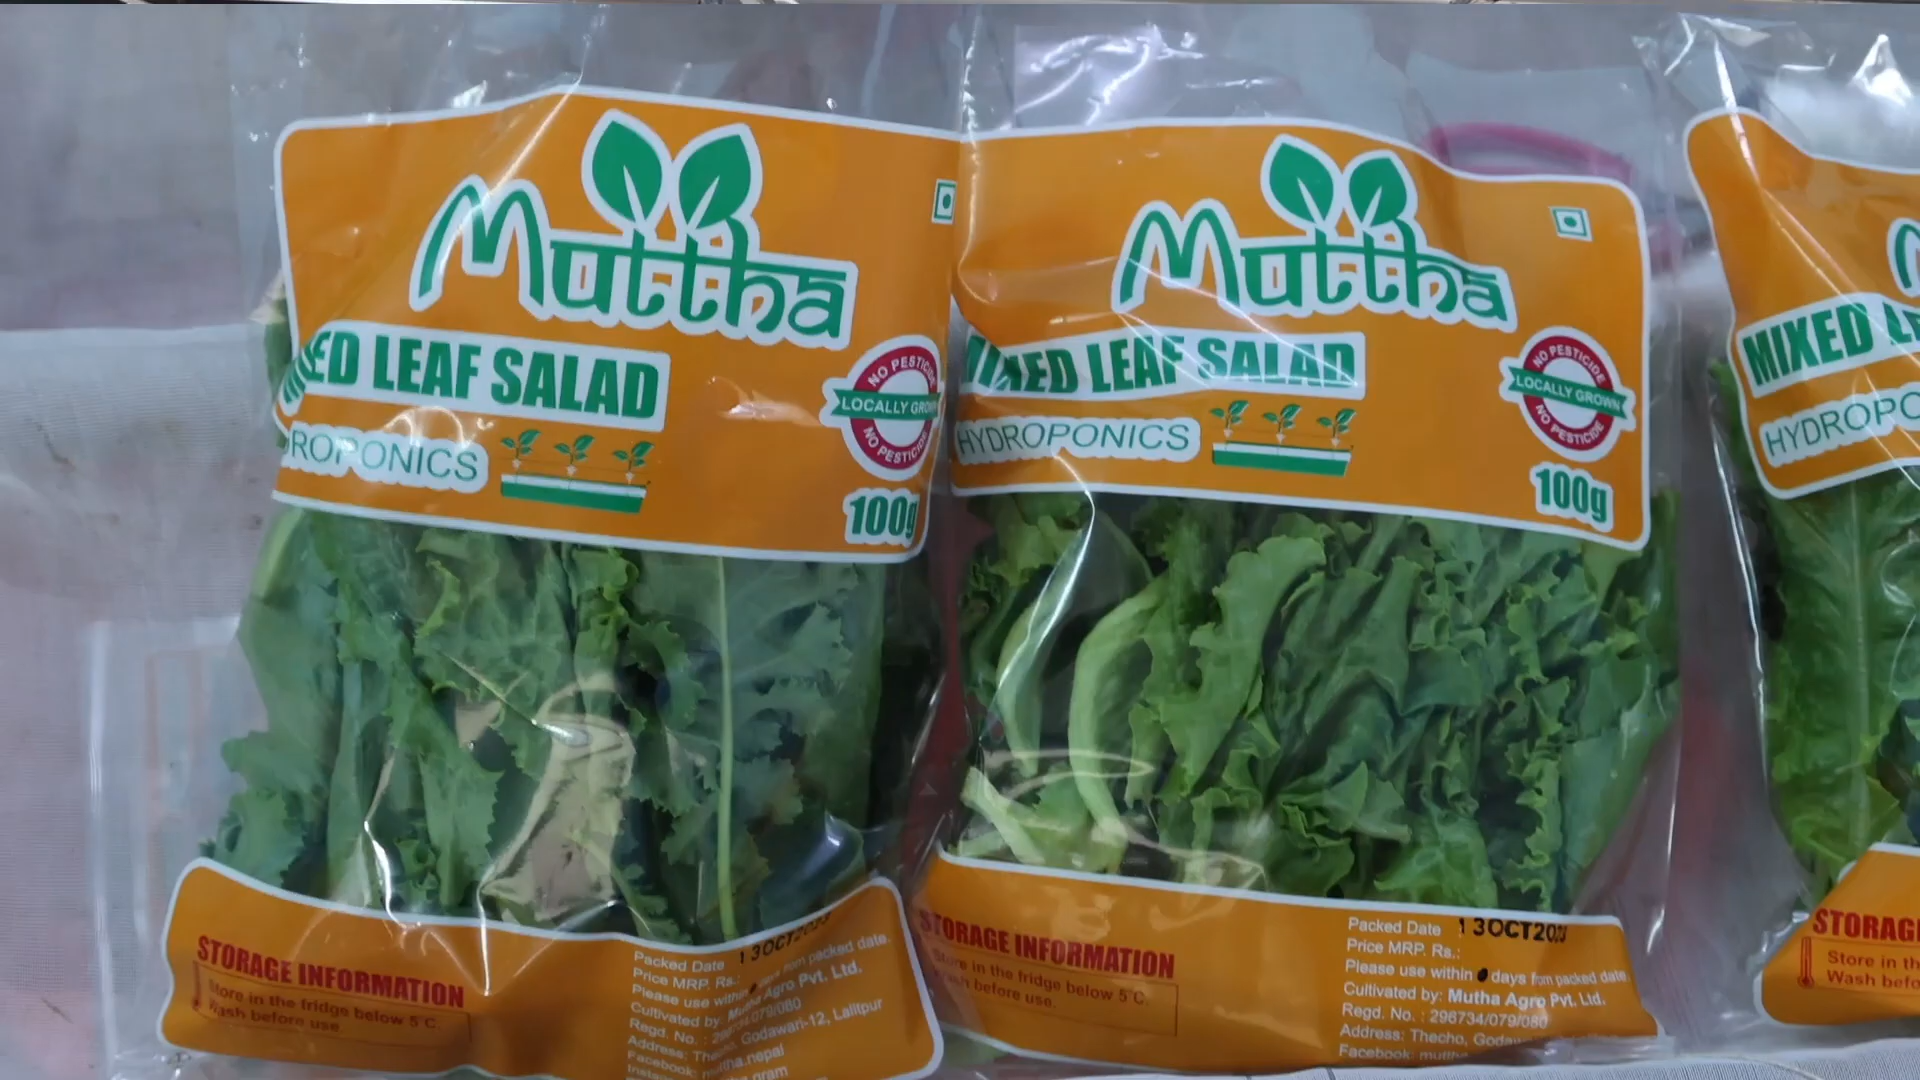 Muttha
ED LEAF SALAD
ROPONICS
NO PESTICIDE
LOCALLY GROWN
NO PESTICIDE
100g
STORAGE INFORMATION
Store in the fridge below 5°C.
Wash before use.
Packed Date 13OCT
Price MRP. Rs.:
Please use within days from packed date.
Cultivated by: Mutha Agro Pvt. Ltd.
Regd. No. : 296734/079/080
Address: Thecho, Godawari-12, Lalitpur
Facebook: muttha.nepal
Muttha
MIXED LEAF SALAD
HYDROPONICS
NO PESTICIDE
LOCALLY GROWN
NO PESTICIDE
100g
STORAGE INFORMATION
Store in the fridge below 5°C.
Wash before use.
Packed Date 13OCT
Price MRP. Rs.:
Please use within days from packed date.
Cultivated by: Mutha Agro Pvt. Ltd.
Regd. No. : 296734/079/080
Address: Thecho,
Facebook:
MIXED LE
HYDROPO
STORAGE
Store in th
Wash befo